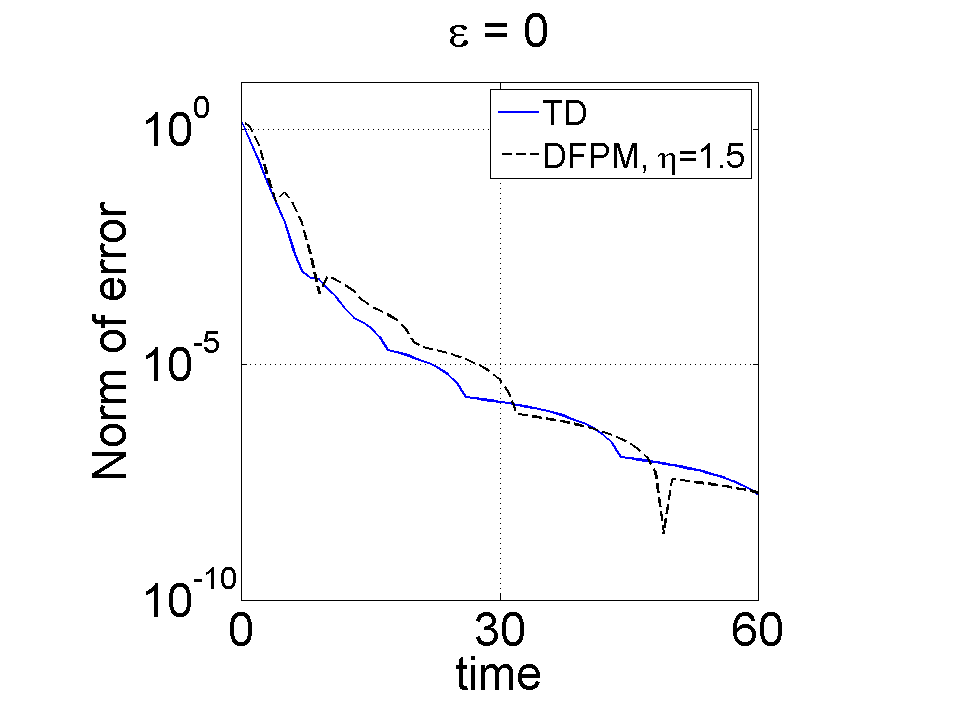 ε = 0
TD
DFPM, η=1.5
Norm of error
10^0
10^-5
10^-10
0 30 60
time